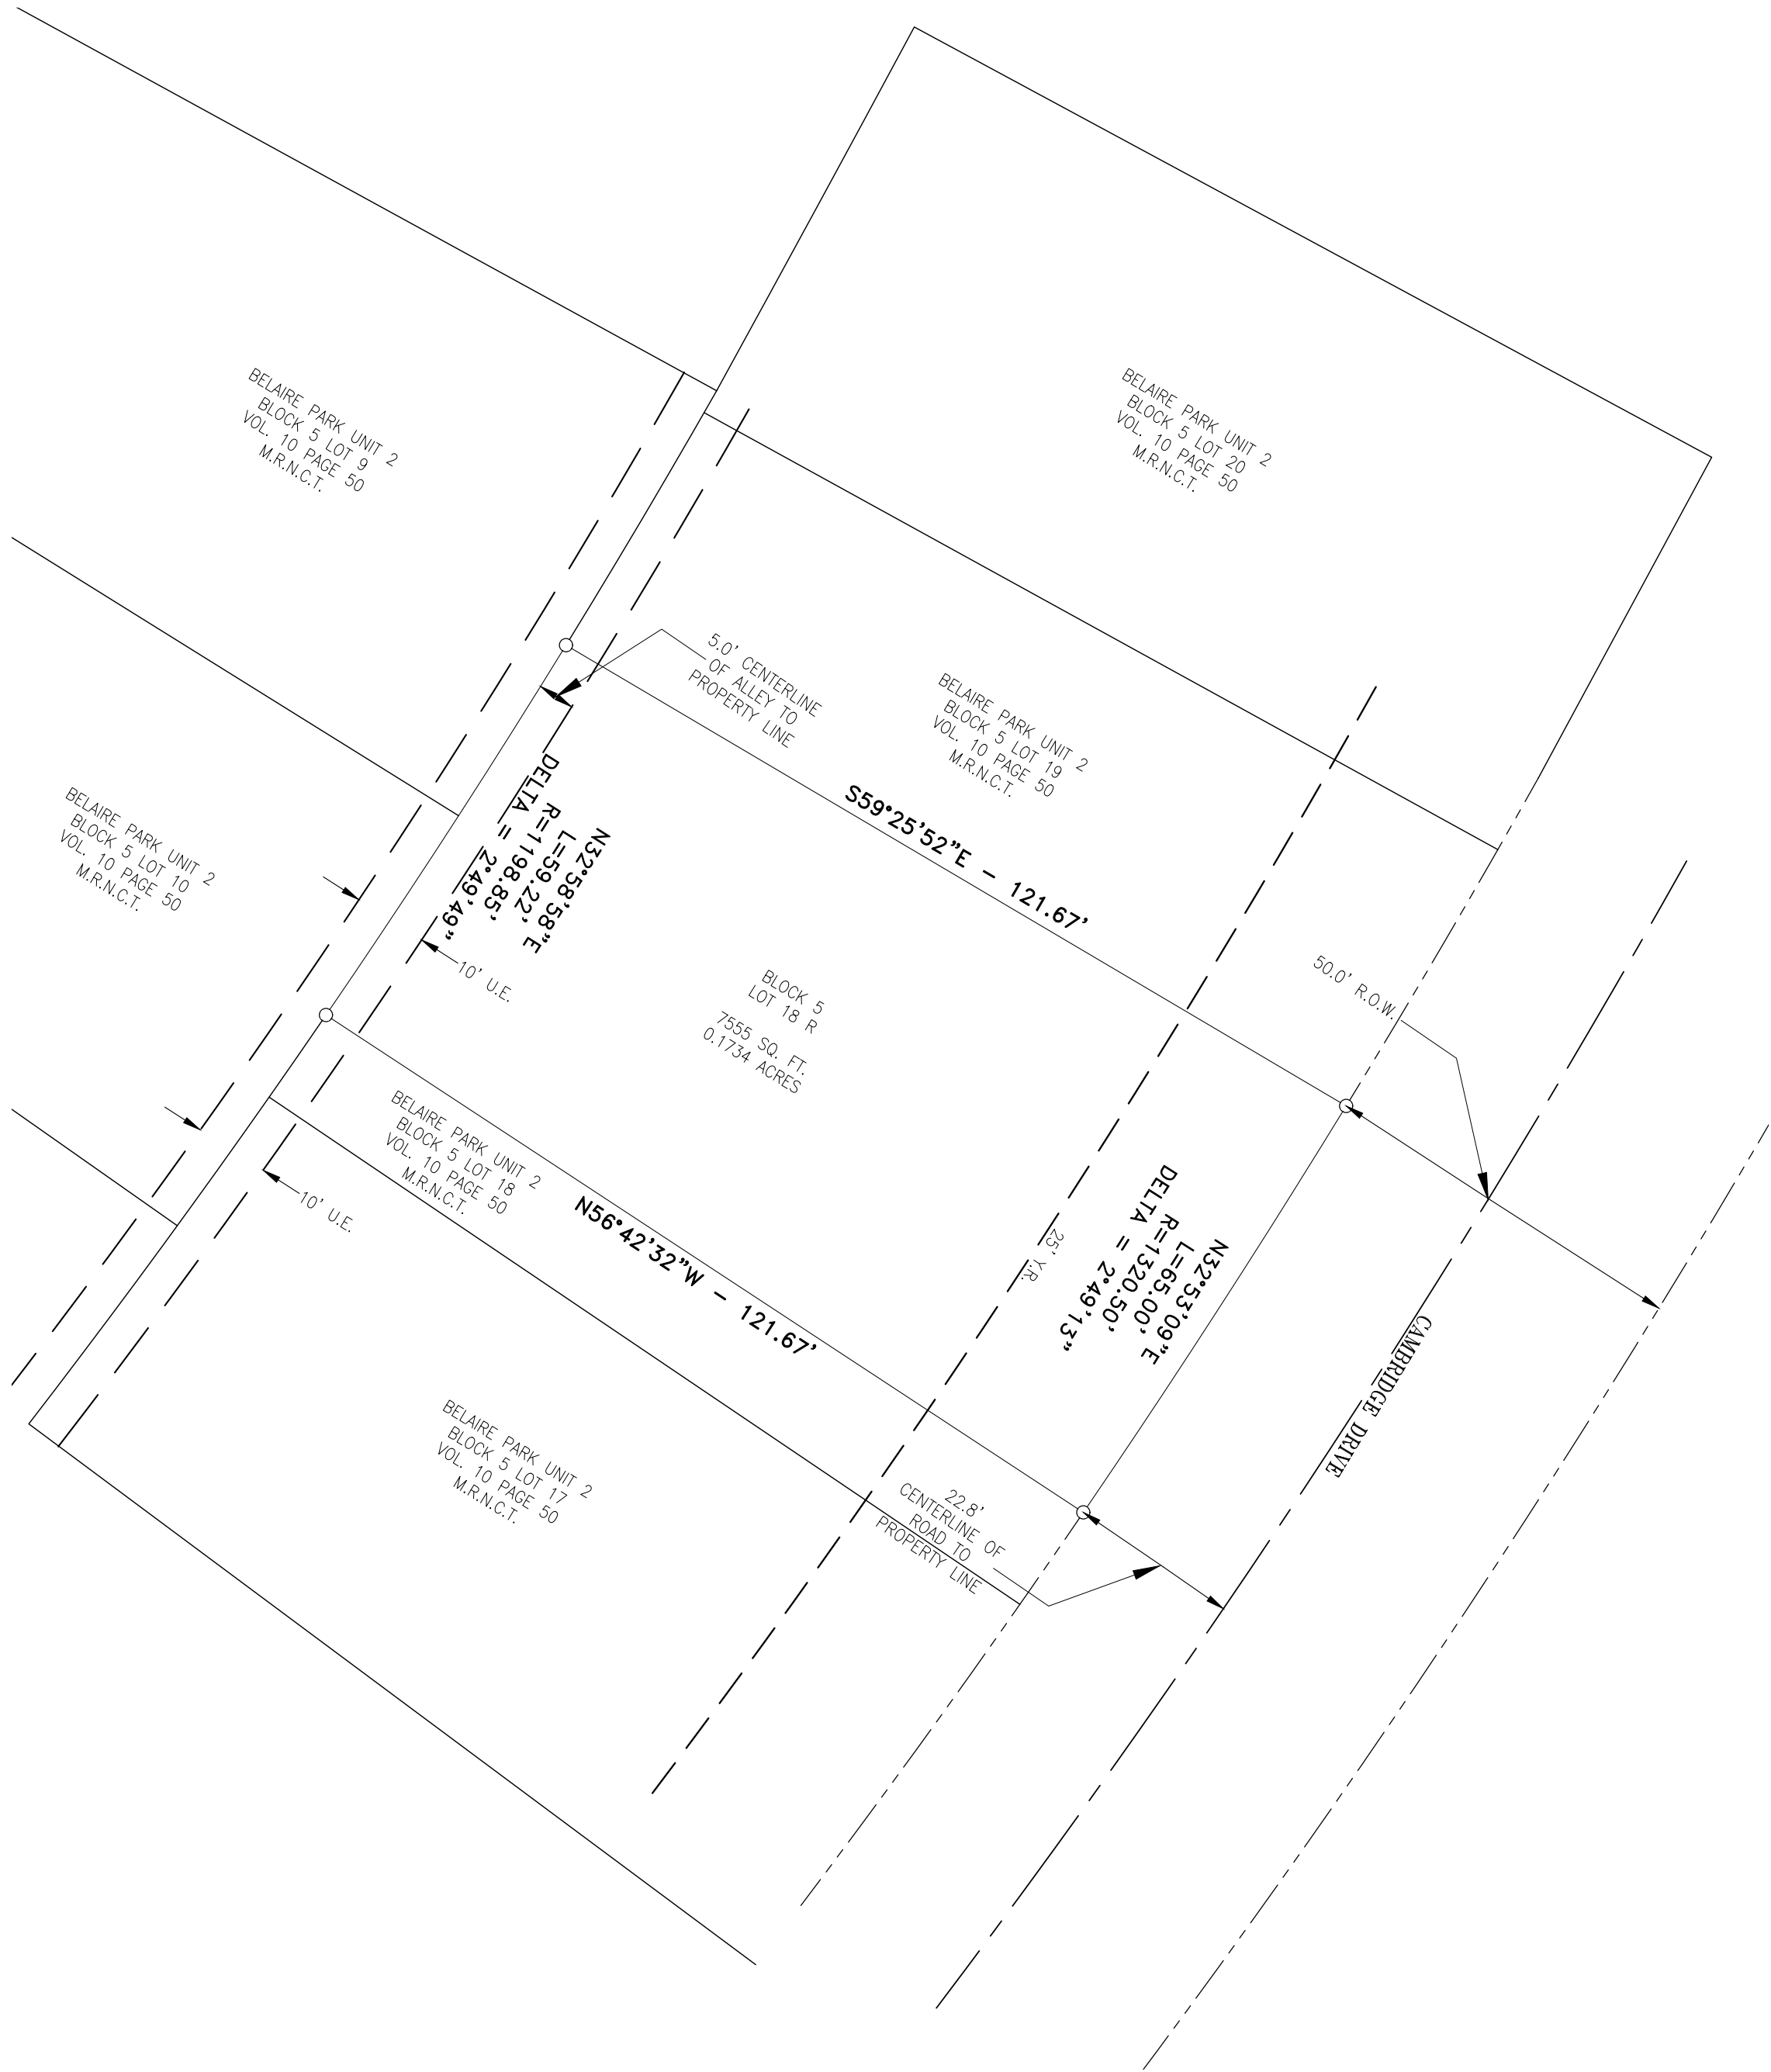 BELAIRE PARK UNIT 2
BLOCK 5 LOT 9
VOL. 10 PAGE 50
M.R.N.C.T.
BELAIRE PARK UNIT 2
BLOCK 5 LOT 20
VOL. 10 PAGE 50
M.R.N.C.T.
5.0' CENTERLINE
OF ALLEY TO
PROPERTY LINE
BELAIRE PARK UNIT 2
BLOCK 5 LOT 19
VOL. 10 PAGE 50
M.R.N.C.T.
S59°25'52"E - 121.67'
BELAIRE PARK UNIT 2
BLOCK 5 LOT 10
VOL. 10 PAGE 50
M.R.N.C.T.
N32°58'58"E
L=59.22'
R=1198.85'
DELTA = 2°49'49"
10' U.E.
BLOCK 5
LOT 18 R
7555 SQ. FT.
0.1734 ACRES
50.0' R.O.W.
BELAIRE PARK UNIT 2
BLOCK 5 LOT 18
VOL. 10 PAGE 50
M.R.N.C.T.
10' U.E.
N56°42'32"W - 121.67'
25' Y.R.
N32°53'09"E
L=65.00'
R=1320.50'
DELTA = 2°49'13"
CAMBRIDGE DRIVE
BELAIRE PARK UNIT 2
BLOCK 5 LOT 17
VOL. 10 PAGE 50
M.R.N.C.T.
22.8'
CENTERLINE OF
ROAD TO
PROPERTY LINE